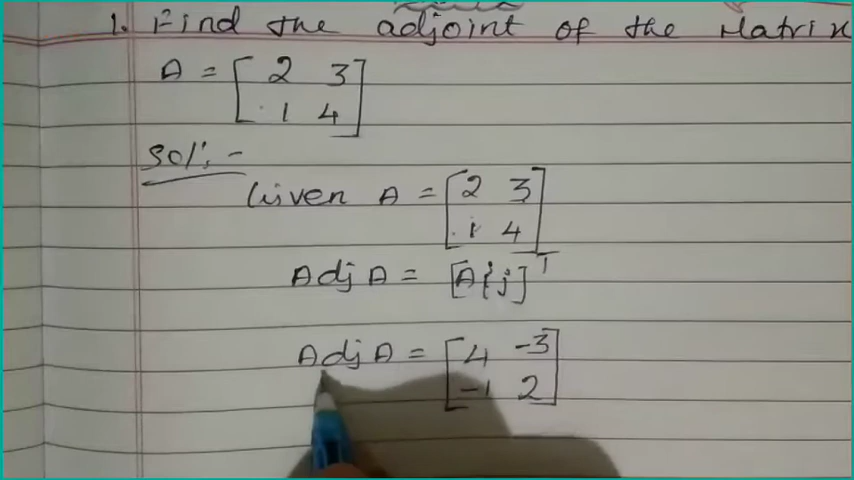 1. Find the adjoint of the Matrix
A = [ 2 3
1 4 ]
Sol: -
Given A = [ 2 3
1 4 ]
Adj A = [Aij]ᵀ
Adj A = [ 4 -3
-1 2 ]